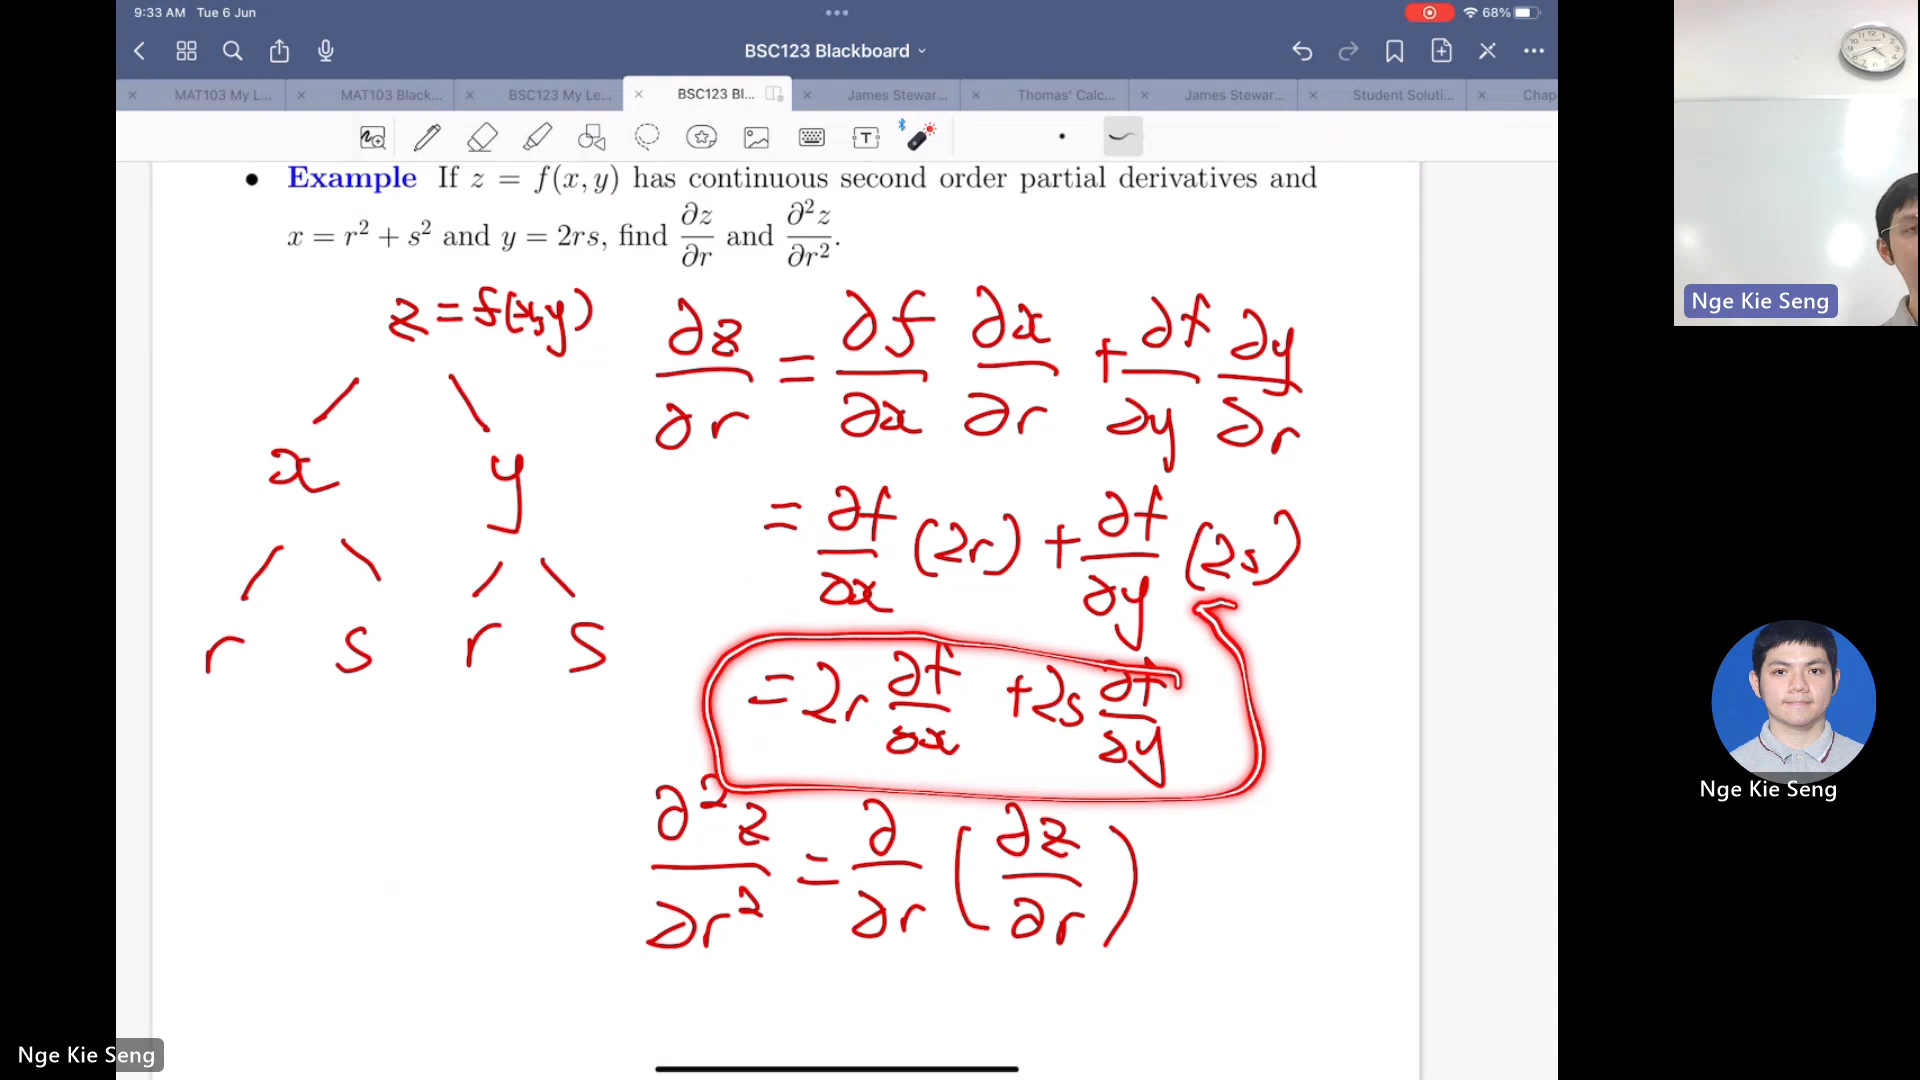 9:33 AM Tue 6 Jun
68%
BSC123 Blackboard
MAT103 My L...
MAT103 Black...
BSC123 My Le...
BSC123 Bl...
James Stewar...
Thomas' Calc...
James Stewar...
Student Soluti...
Chap
• Example If z = f(x, y) has continuous second order partial derivatives and
x = r² + s² and y = 2rs, find ∂z/∂r and ∂²z/∂r².
z = f(x,y)
x y
r s r s
∂z/∂r = ∂f/∂x ∂x/∂r + ∂f/∂y ∂y/∂r
= ∂f/∂x (2r) + ∂f/∂y (2s)
= 2r ∂f/∂x + 2s ∂f/∂y
∂²z/∂r² = ∂/∂r (∂z/∂r)
Nge Kie Seng
Nge Kie Seng
Nge Kie Seng